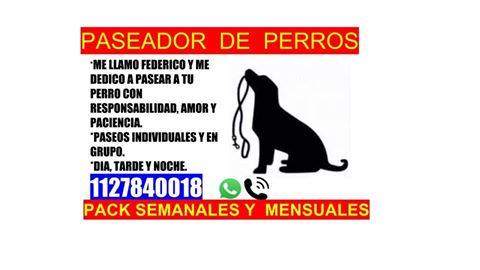 PASEADOR DE PERROS
*ME LLAMO FEDERICO Y ME
DEDICO A PASEAR A TU
PERRO CON
RESPONSABILIDAD, AMOR Y
PACIENCIA.
*PASEOS INDIVIDUALES Y EN
GRUPO.
*DIA, TARDE Y NOCHE.
1127840018
PACK SEMANALES Y MENSUALES